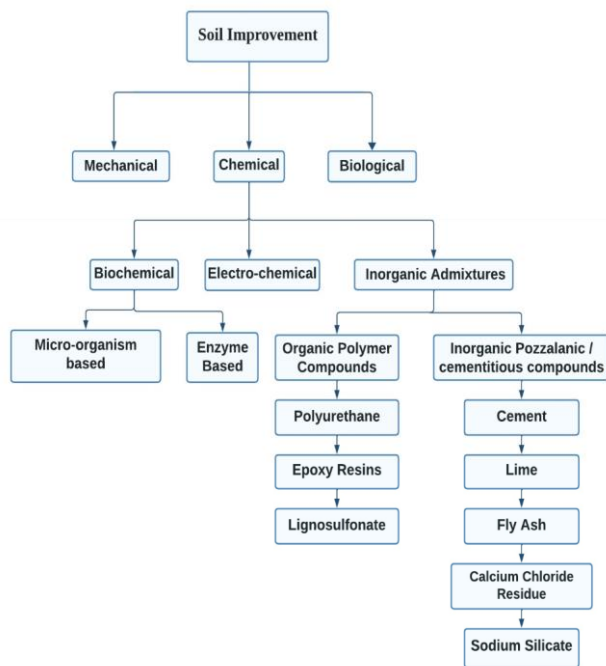 Soil Improvement
Mechanical
Chemical
Biological
Biochemical
Electro-chemical
Inorganic Admixtures
Micro-organism
based
Enzyme
Based
Organic Polymer
Compounds
Inorganic Pozzalanic /
cementitious compounds
Polyurethane
Cement
Epoxy Resins
Lime
Lignosulfonate
Fly Ash
Calcium Chloride
Residue
Sodium Silicate